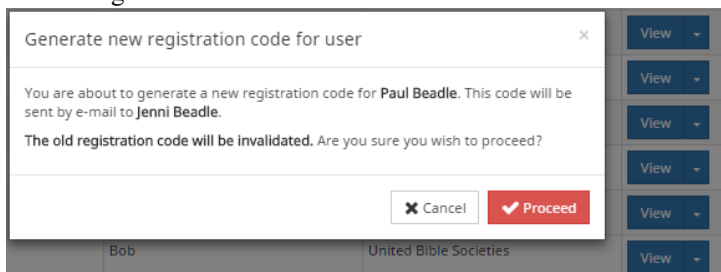 Generate new registration code for user ×
View
You are about to generate a new registration code for Paul Beadle. This code will be
sent by e-mail to Jenni Beadle.
View
The old registration code will be invalidated. Are you sure you wish to proceed?
View
View
Cancel Proceed
View
Bob United Bible Societies View